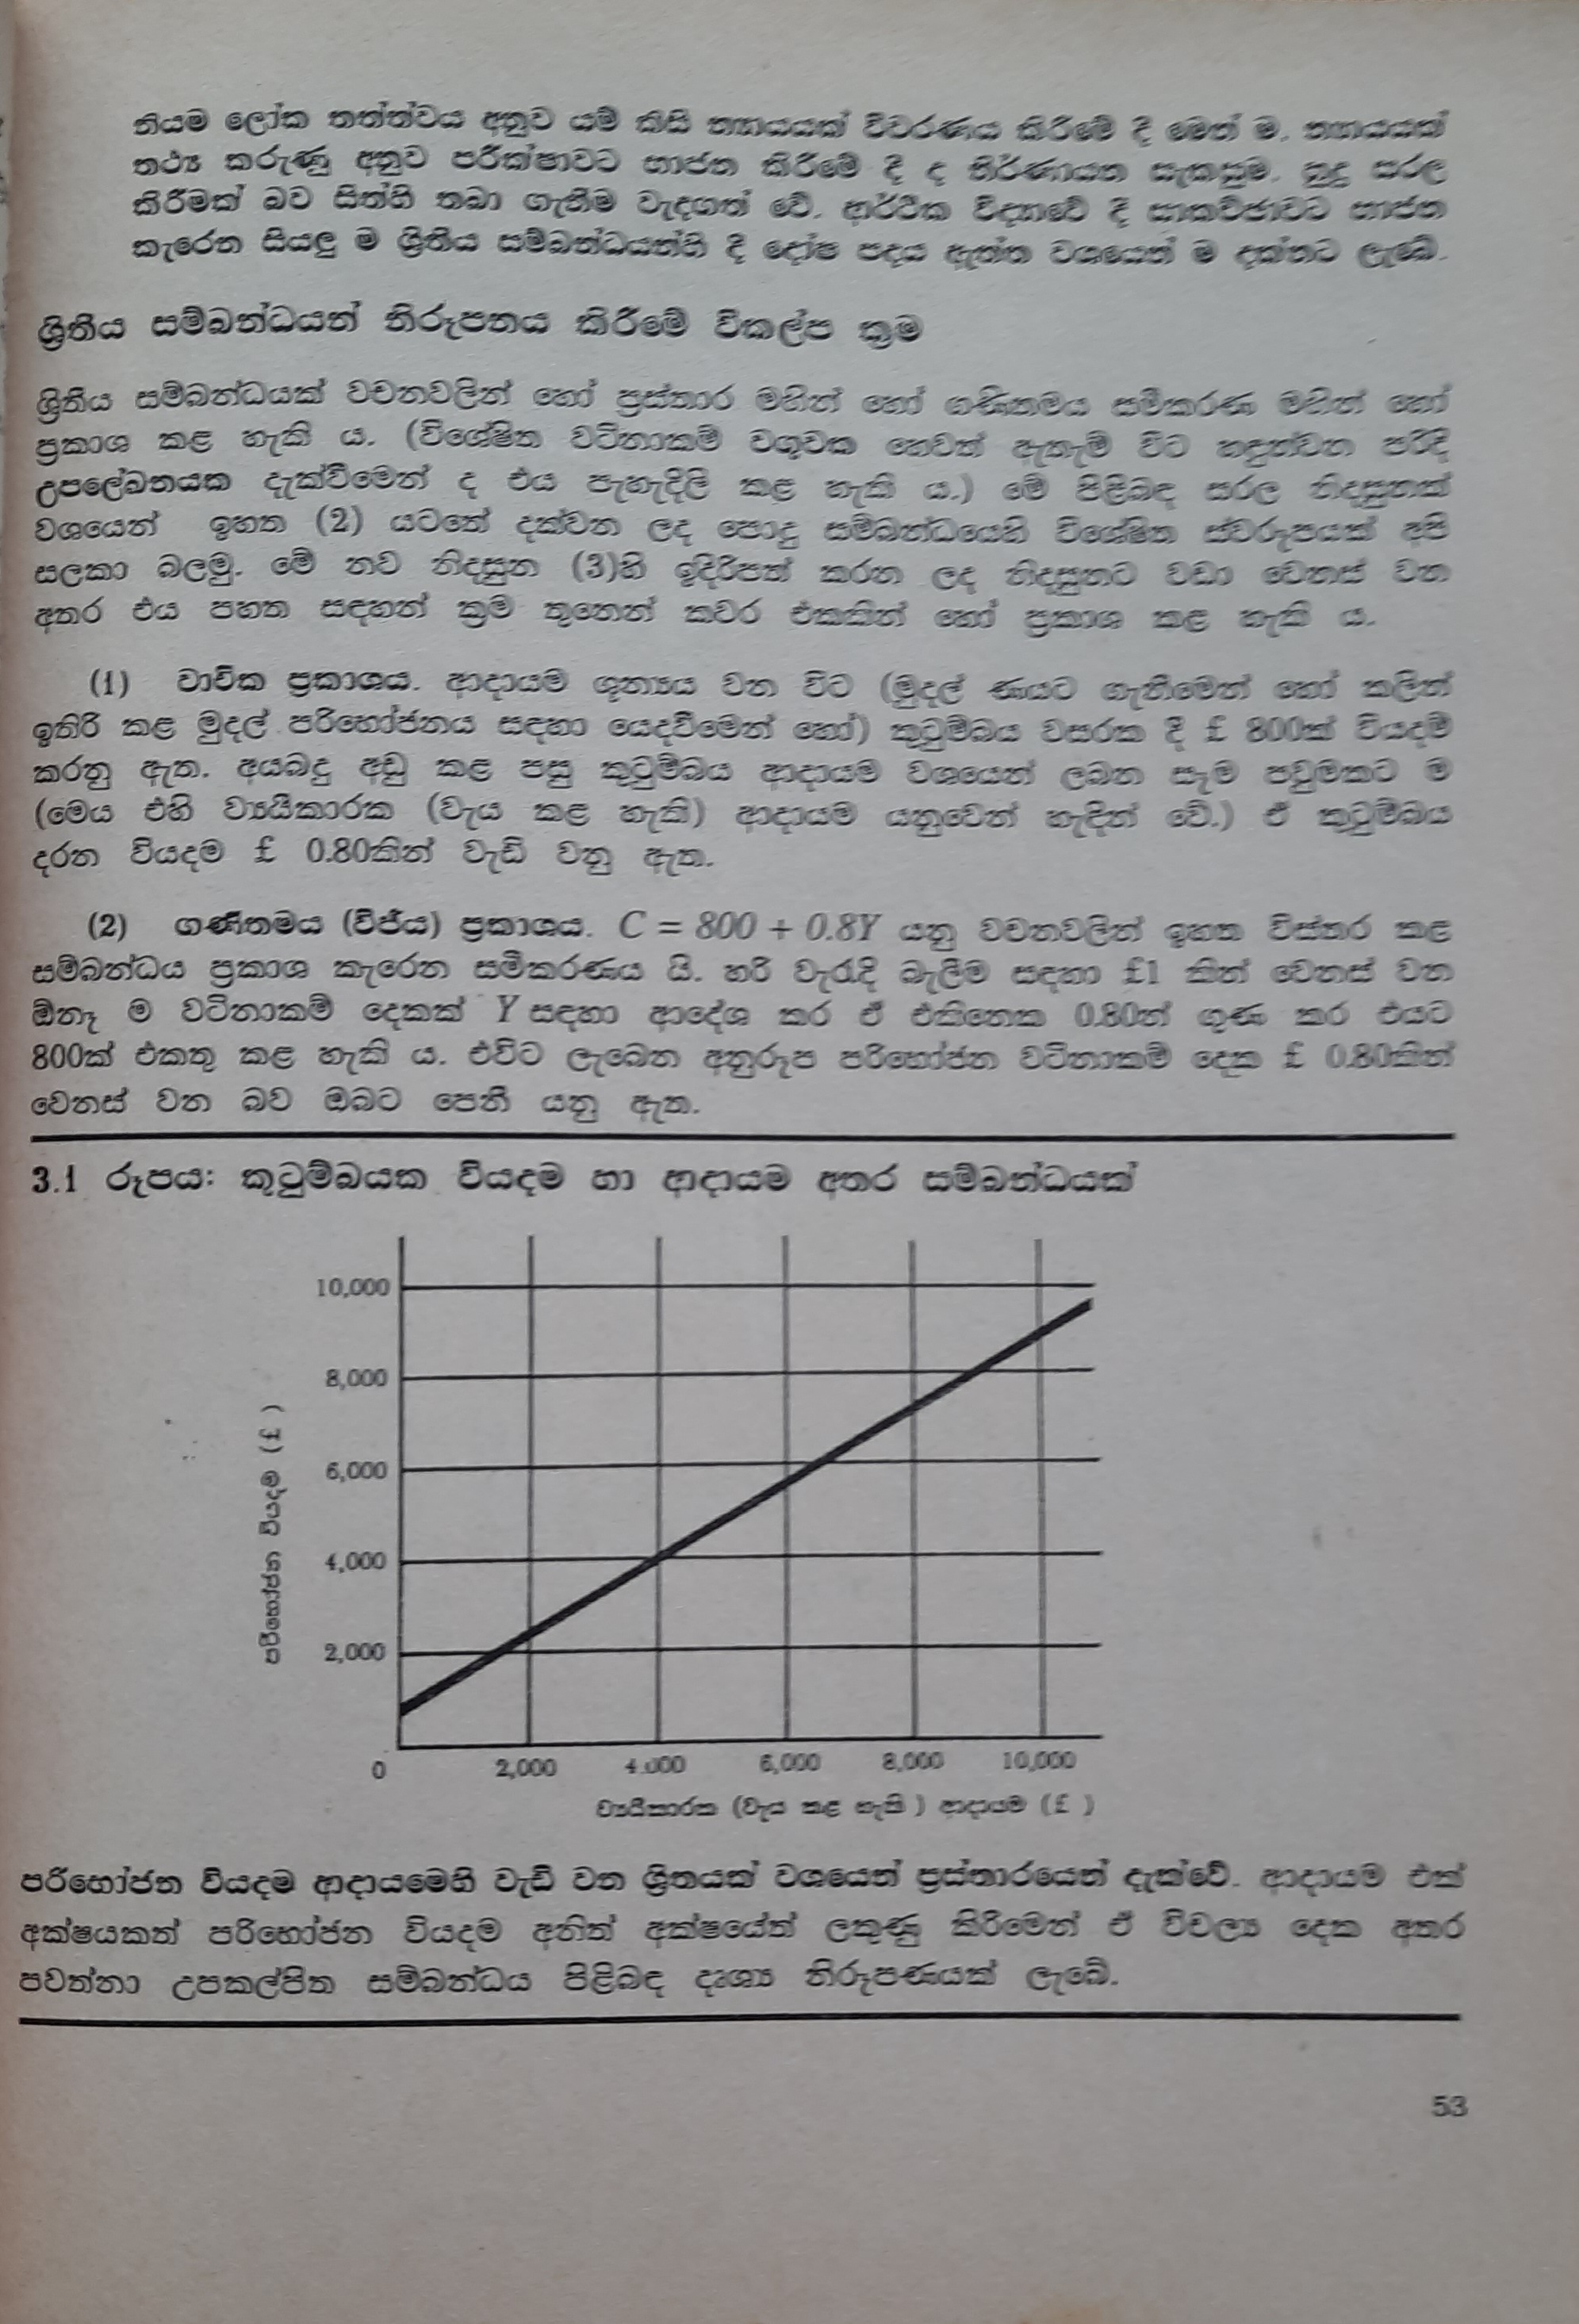 නියම ලෝක තත්ත්වය අනුව යම් කිසි න්‍යායයක් විවරණය කිරීමේ දී මෙන් ම, න්‍යායයක්
තථ්‍ය කරුණු අනුව පරීක්ෂාවට භාජන කිරීමේ දී ද තීර්ණායන සැකසුම, හුදු සරල
කිරීමක් බව සිත්හි තබා ගැනීම වැදගත් වේ. ආර්ථික විද්‍යාවේ දී සාකච්ඡාවට භාජන
කැරෙන සියලු ම ශ්‍රිතීය සම්බන්ධයන්හි දී දෝෂ පදය ඇත්ත වශයෙන් ම දක්නට ලැබේ.
ශ්‍රිතීය සම්බන්ධයන් නිරූපනය කිරීමේ විකල්ප ක්‍රම
ශ්‍රිතීය සම්බන්ධයක් වචනවලින් හෝ ප්‍රස්තාර මඟින් හෝ ගණිතමය සමීකරණ මඟින් හෝ
ප්‍රකාශ කළ හැකි ය. (විශේෂිත වටිනාකම් වගුවක හෙවත් ඇතැම් විට හඳුන්වන පරිදි
උපලේඛනයක දැක්වීමෙන් ද එය පැහැදිලි කළ හැකි ය.) මේ පිළිබඳ සරල නිදසුනක්
වශයෙන් ඉහත (2) යටතේ දක්වන ලද පොදු සම්බන්ධයෙහි විශේෂිත ස්වරූපයක් අපි
සලකා බලමු. මේ නව නිදසුන (3)හි ඉදිරිපත් කරන ලද නිදසුනට වඩා වෙනස් වන
අතර එය පහත සඳහන් ක්‍රම තුනෙන් කවර එකකින් හෝ ප්‍රකාශ කළ හැකි ය.
(1) වාචික ප්‍රකාශය. ආදායම ශූන්‍යය වන විට (මුදල් ණයට ගැනීමෙන් හෝ කලින්
ඉතිරි කළ මුදල් පරිභෝජනය සඳහා යෙදවීමෙන් හෝ) කුටුම්බය වසරක දී £ 800ක් වියදම්
කරනු ඇත. අයබදු අඩු කළ පසු කුටුම්බය ආදායම වශයෙන් ලබන සෑම පවුමකට ම
(මෙය එහි ව්‍යයීකාරක (වැය කළ හැකි) ආදායම යනුවෙන් හැඳින් වේ.) ඒ කුටුම්බය
දරන වියදම £ 0.80කින් වැඩි වනු ඇත.
(2) ගණිතමය (වීජීය) ප්‍රකාශය. C = 800 + 0.8Y යනු වචනවලින් ඉහත විස්තර කළ
සම්බන්ධය ප්‍රකාශ කැරෙන සමීකරණය යි. හරි වැරැදි බැලීම සඳහා £1 කින් වෙනස් වන
ඕනෑ ම වටිනාකම් දෙකක් Y සඳහා ආදේශ කර ඒ එකිනෙක 0.80න් ගුණ කර එයට
800ක් එකතු කළ හැකි ය. එවිට ලැබෙන අනුරූප පරිභෝජන වටිනාකම් දෙක £ 0.80කින්
වෙනස් වන බව ඔබට පෙනී යනු ඇත.
3.1 රූපය: කුටුම්බයක වියදම හා ආදායම අතර සම්බන්ධයක්
10,000
8,000
6,000
4,000
2,000
පරිභෝජන වියදම (£ )
0 2,000 4.000 6,000 8,000 10,000
ව්‍යයීකාරක (වැය කළ හැකි ) ආදායම (£ )
පරිභෝජන වියදම ආදායමෙහි වැඩි වන ශ්‍රිතයක් වශයෙන් ප්‍රස්තාරයෙන් දැක්වේ. ආදායම එක්
අක්ෂයකත් පරිභෝජන වියදම අනිත් අක්ෂයේත් ලකුණු කිරීමෙන් ඒ විචල්‍ය දෙක අතර
පවත්නා උපකල්පිත සම්බන්ධය පිළිබඳ දෘශ්‍ය නිරූපණයක් ලැබේ.
53